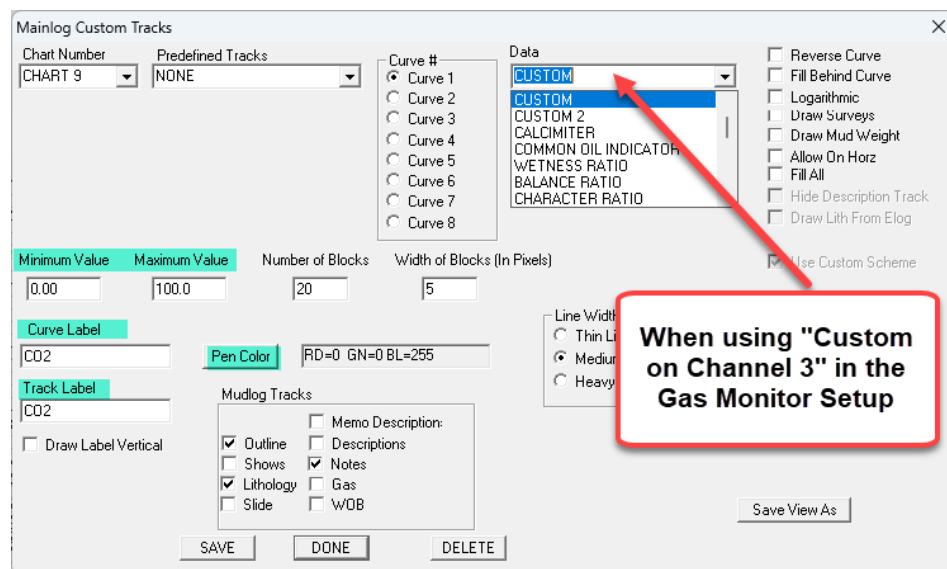 Mainlog Custom Tracks
Chart Number
CHART 9
Predefined Tracks
NONE
Curve #
Curve 1
Curve 2
Curve 3
Curve 4
Curve 5
Curve 6
Curve 7
Curve 8
Data
CUSTOM
CUSTOM
CUSTOM 2
CALCIMITER
COMMON OIL INDICATOR
WETNESS RATIO
BALANCE RATIO
CHARACTER RATIO
Reverse Curve
Fill Behind Curve
Logarithmic
Draw Surveys
Draw Mud Weight
Allow On Horz
Fill All
Hide Description Track
Draw Lith From Elog
Use Custom Scheme
Minimum Value
0.00
Maximum Value
100.0
Number of Blocks
20
Width of Blocks (In Pixels)
5
Curve Label
CO2
Pen Color
RD=0 GN=0 BL=255
Track Label
CO2
Draw Label Vertical
Mudlog Tracks
Memo Description:
Outline
Descriptions
Shows
Notes
Lithology
Gas
Slide
WOB
Line Widt
Thin Li
Mediur
Heavy
When using "Custom
on Channel 3" in the
Gas Monitor Setup
Save View As
SAVE
DONE
DELETE